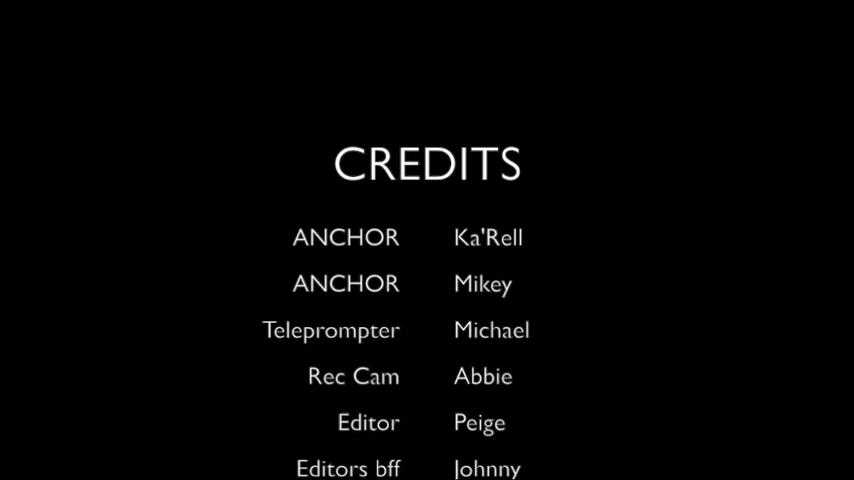 CREDITS
ANCHOR Ka'Rell
ANCHOR Mikey
Teleprompter Michael
Rec Cam Abbie
Editor Peige
Editors bff Johnny